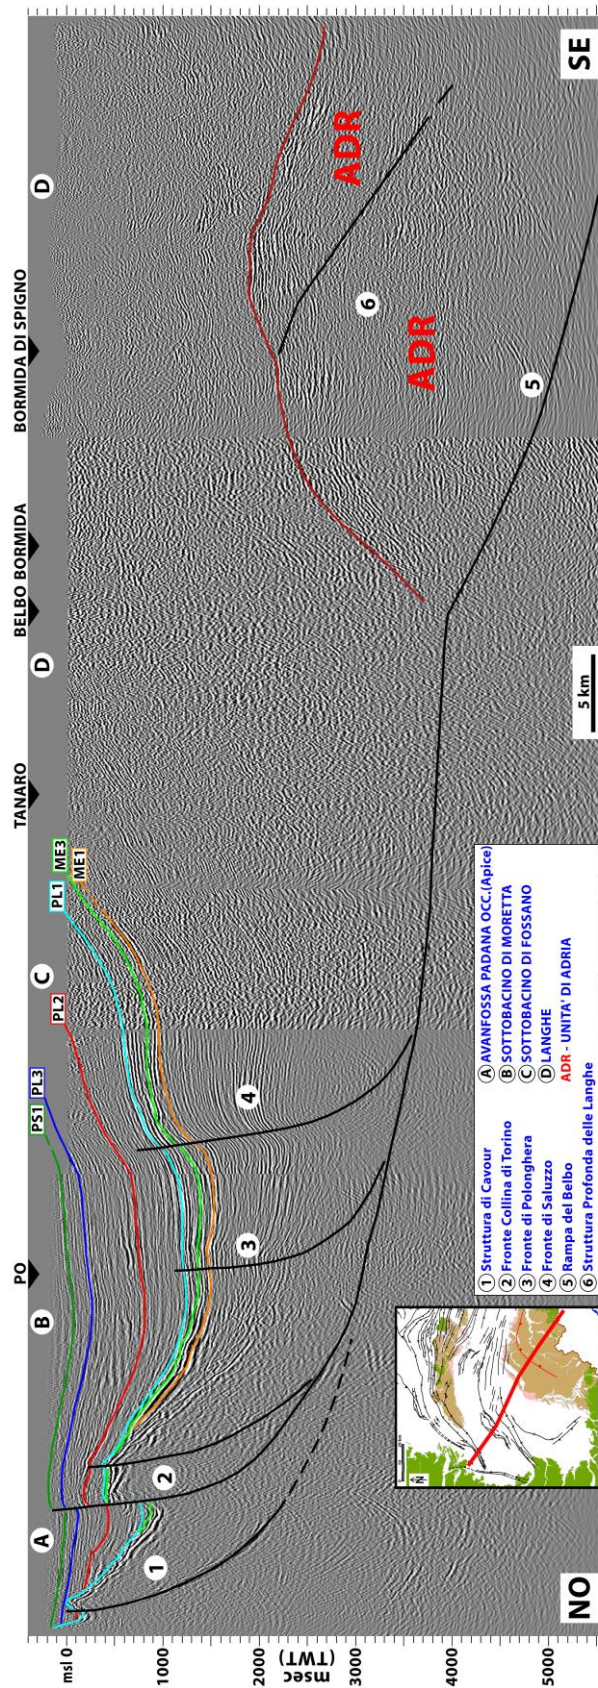 BORMIDA DI SPIGNO
BELBO BORMIDA
TANARO
PO
D
D
C
B
A
PS1
PL3
PL2
PL1
ME3
ME1
msl 0
1000
2000
3000
4000
5000
msec
(TWT)
1
2
3
4
5
6
ADR
ADR
NO
SE
5 km
N
1 Struttura di Cavour
2 Fronte Collina di Torino
3 Fronte di Polonghera
4 Fronte di Saluzzo
5 Rampa del Belbo
6 Struttura Profonda delle Langhe
A AVANFOSSA PADANA OCC.(Apice)
B SOTTOBACINO DI MORETTA
C SOTTOBACINO DI FOSSANO
D LANGHE
ADR - UNITA' DI ADRIA